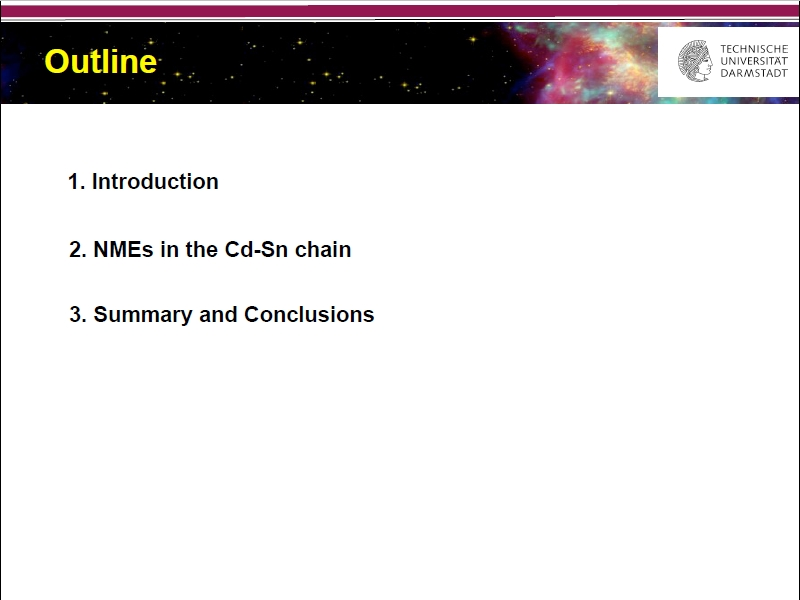 Outline
TECHNISCHE
UNIVERSITÄT
DARMSTADT
1. Introduction
2. NMEs in the Cd-Sn chain
3. Summary and Conclusions